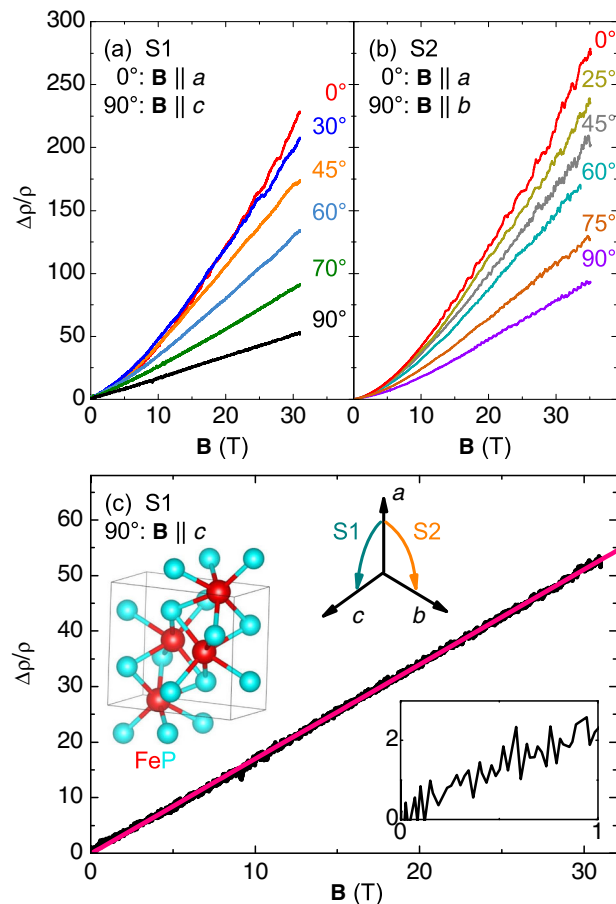 (a) S1
0°: B || a
90°: B || c
0°
30°
45°
60°
70°
90°
300
250
200
150
100
50
0
Δρ/ρ
0 10 20 30
B (T)
(b) S2
0°: B || a
90°: B || b
0°
25°
45°
60°
75°
90°
0 10 20 30
B (T)
(c) S1
90°: B || c
a
S1 S2
c b
FeP
60
50
40
30
20
10
0
Δρ/ρ
2
0
0 1
0 10 20 30
B (T)